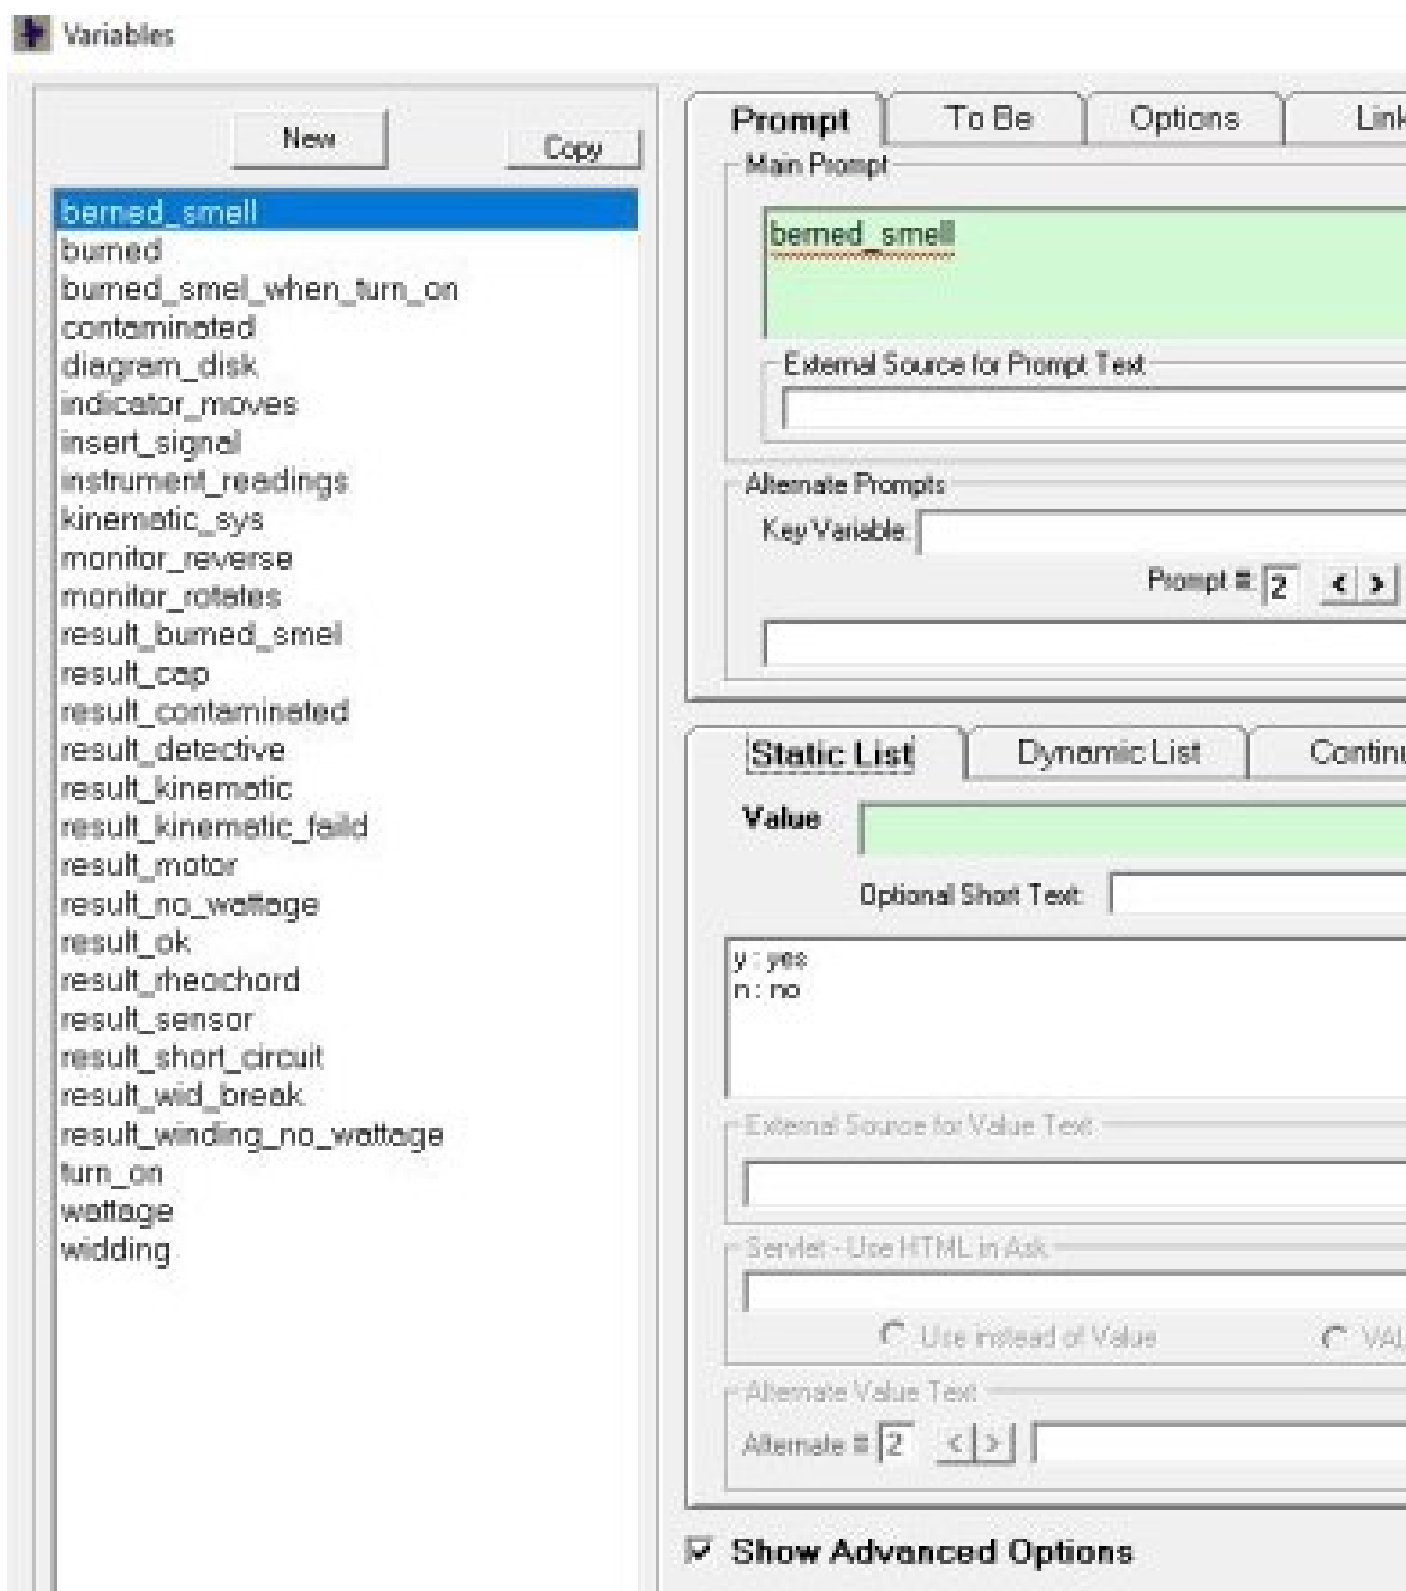 Variables
New
Copy
berned_smell
burned
burned_smel_when_turn_on
contaminated
diagram_disk
indicator_moves
insert_signal
instrument_readings
kinematic_sys
monitor_reverse
monitor_rotates
result_burned_smel
result_cap
result_contaminated
result_detective
result_kinematic
result_kinematic_faild
result_motor
result_no_wattage
result_ok
result_rheochord
result_sensor
result_short_circuit
result_wid_break
result_winding_no_wattage
turn_on
wattage
widding
Prompt To Be Options Link
Main Prompt
berned_smell
External Source for Prompt Text
Alternate Prompts
Key Variable:
Prompt #: 2 < >
Static List Dynamic List Continu
Value
Optional Short Text:
y : yes
n : no
External Source for Value Text
Servlet - Use HTML in Ask
Use instead of Value VAL
Alternate Value Text
Alternate # 2 < >
Show Advanced Options